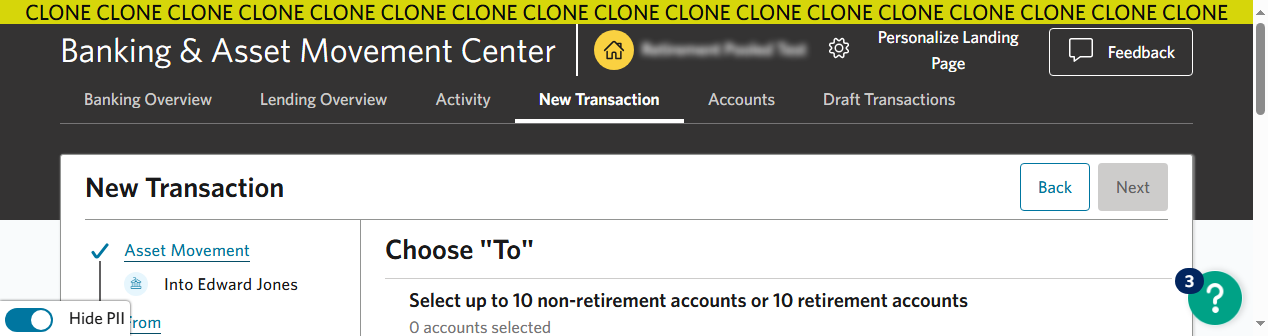 CLONE CLONE CLONE CLONE CLONE CLONE CLONE CLONE CLONE CLONE CLONE CLONE CLONE CLONE CLONE CLONE CLONE
Banking & Asset Movement Center
Personalize Landing
Page
Feedback
Banking Overview Lending Overview Activity New Transaction Accounts Draft Transactions
New Transaction
Back Next
Asset Movement
Into Edward Jones
Choose "To"
Select up to 10 non-retirement accounts or 10 retirement accounts
0 accounts selected
3
?
Hide PII
From